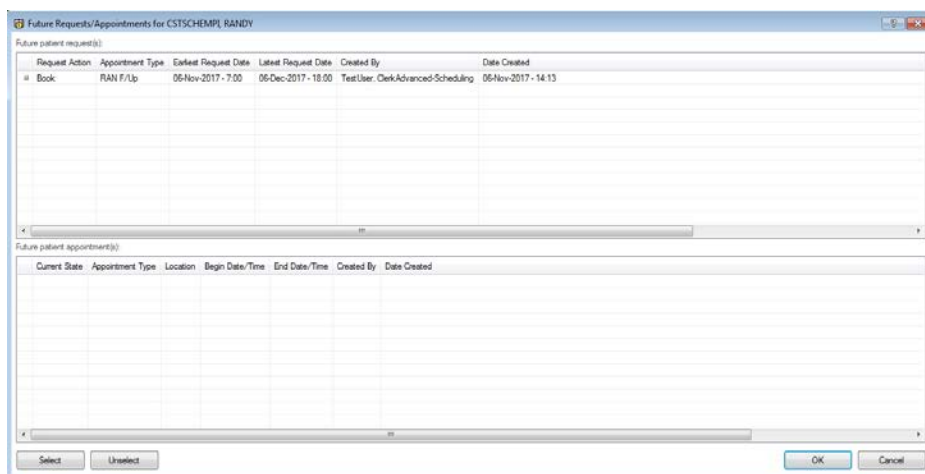 Future Requests/Appointments for CSTSCHEMPI, RANDY
Future patient request(s):
Request Action Appointment Type Earliest Request Date Latest Request Date Created By Date Created
Book RAN F/Up 06-Nov-2017 - 7:00 06-Dec-2017 - 18:00 TestUser, ClerkAdvanced-Scheduling 06-Nov-2017 - 14:13
Future patient appointment(s):
Current State Appointment Type Location Begin Date/Time End Date/Time Created By Date Created
Select Unselect OK Cancel